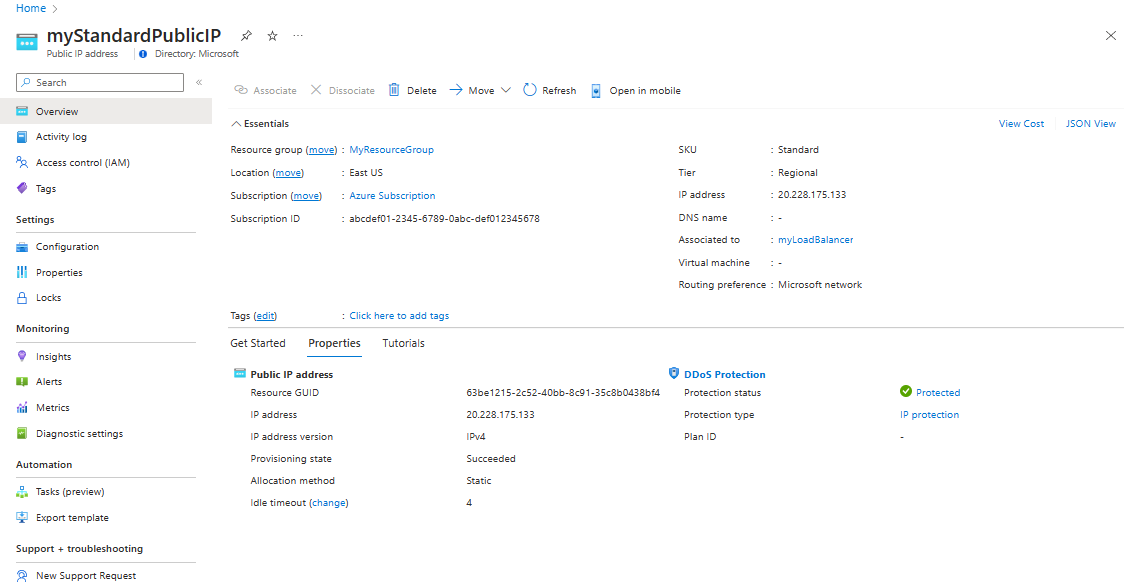 Home
myStandardPublicIP
Public IP address Directory: Microsoft
Search
Overview
Activity log
Access control (IAM)
Tags
Settings
Configuration
Properties
Locks
Monitoring
Insights
Alerts
Metrics
Diagnostic settings
Automation
Tasks (preview)
Export template
Support + troubleshooting
New Support Request
Associate Dissociate Delete Move Refresh Open in mobile
Essentials View Cost JSON View
Resource group (move) : MyResourceGroup
Location (move) : East US
Subscription (move) : Azure Subscription
Subscription ID : abcdef01-2345-6789-0abc-def012345678
SKU : Standard
Tier : Regional
IP address : 20.228.175.133
DNS name : -
Associated to : myLoadBalancer
Virtual machine : -
Routing preference : Microsoft network
Tags (edit) : Click here to add tags
Get Started Properties Tutorials
Public IP address
Resource GUID 63be1215-2c52-40bb-8c91-35c8b0438bf4
IP address 20.228.175.133
IP address version IPv4
Provisioning state Succeeded
Allocation method Static
Idle timeout (change) 4
DDoS Protection
Protection status Protected
Protection type IP protection
Plan ID -